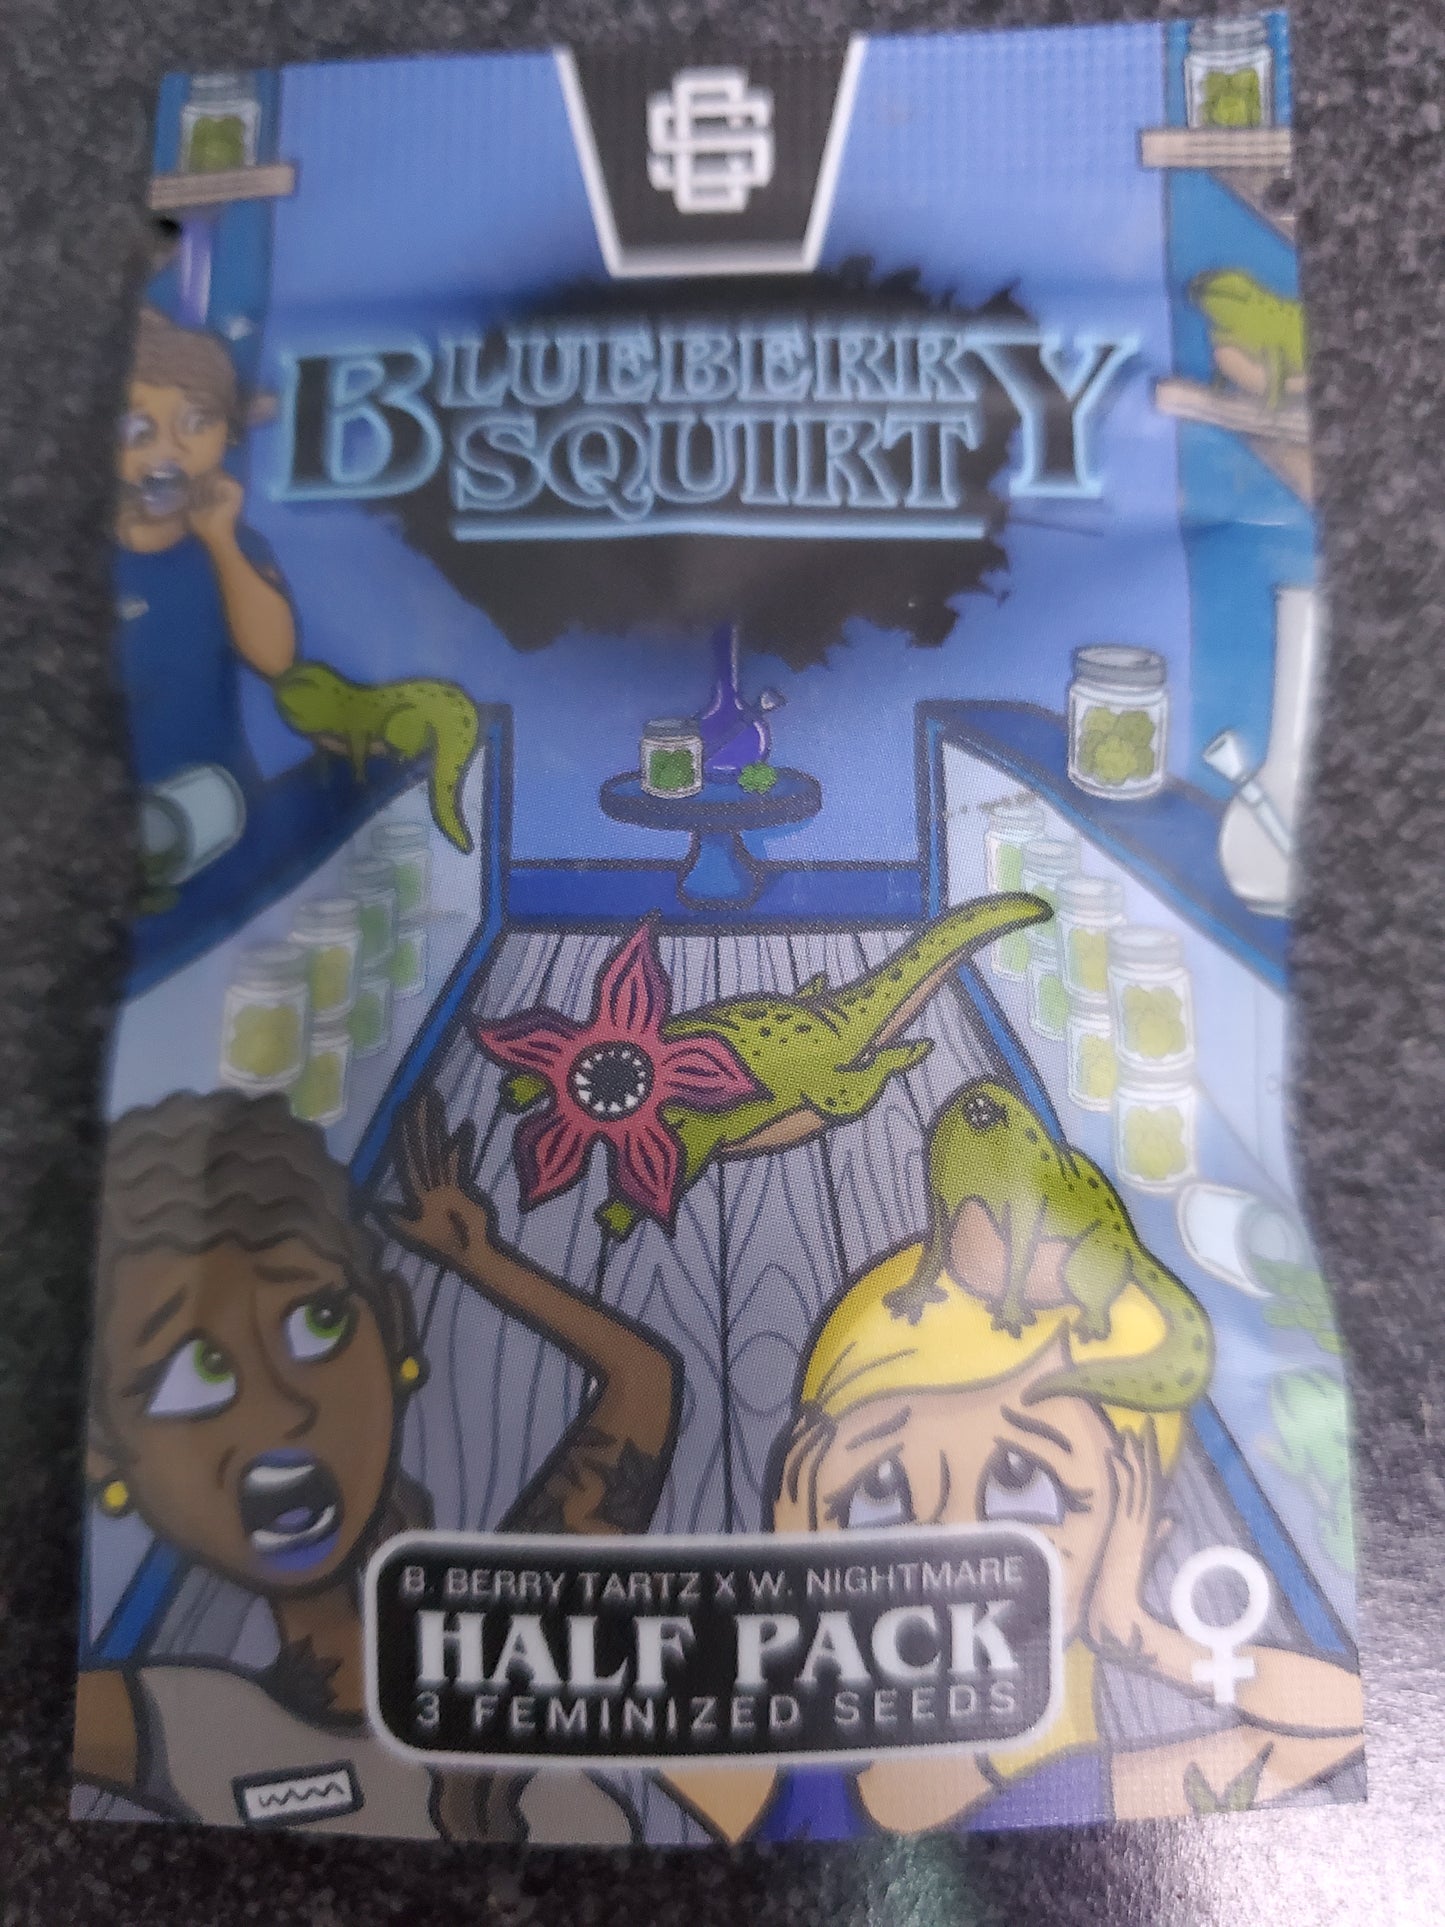 BLUEBERRY
SQUIRT
B. BERRY TARTZ X W. NIGHTMARE
HALF PACK
3 FEMINIZED SEEDS